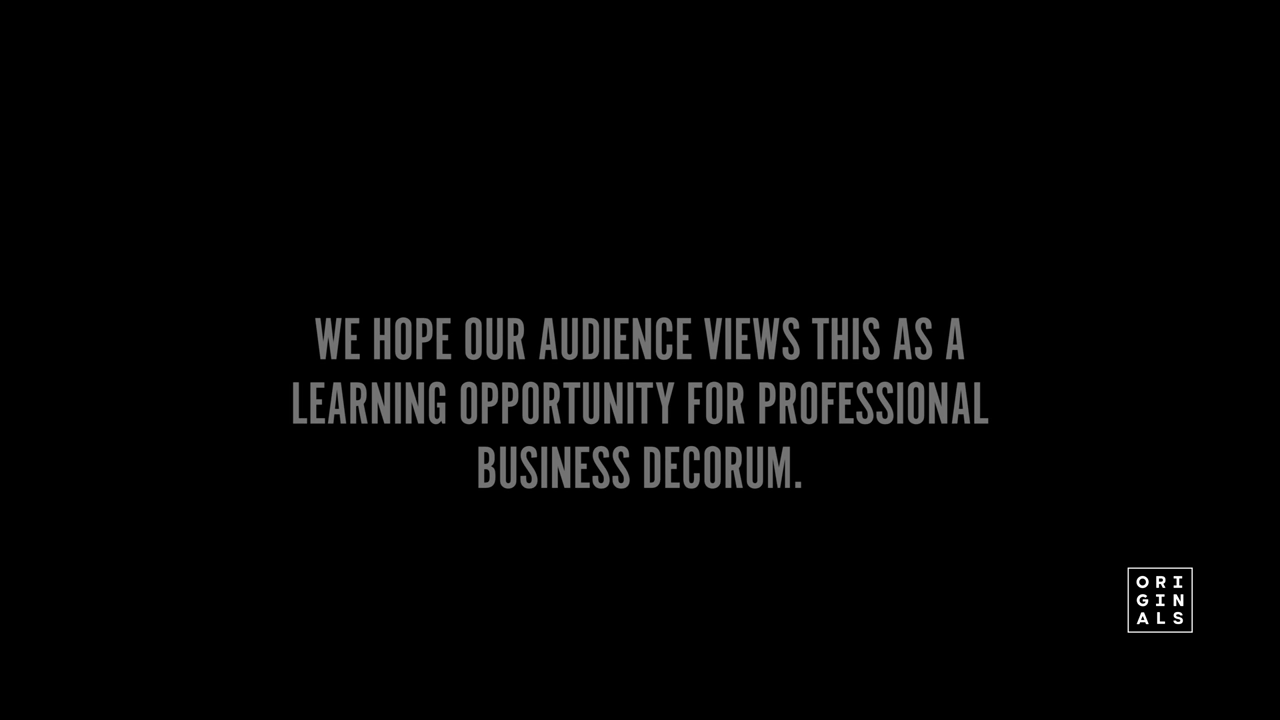 WE HOPE OUR AUDIENCE VIEWS THIS AS A
LEARNING OPPORTUNITY FOR PROFESSIONAL
BUSINESS DECORUM.
ORI
GIN
ALS